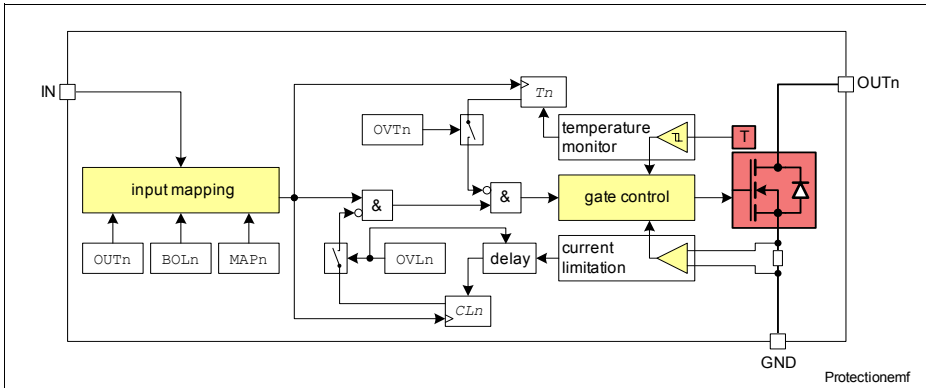 OUTn
IN
Tn
OVTn
temperature
monitor
T
input mapping
&
&
gate control
OUTn
BOLn
MAPn
OVLn
delay
current
limitation
CLn
GND
Protectionemf